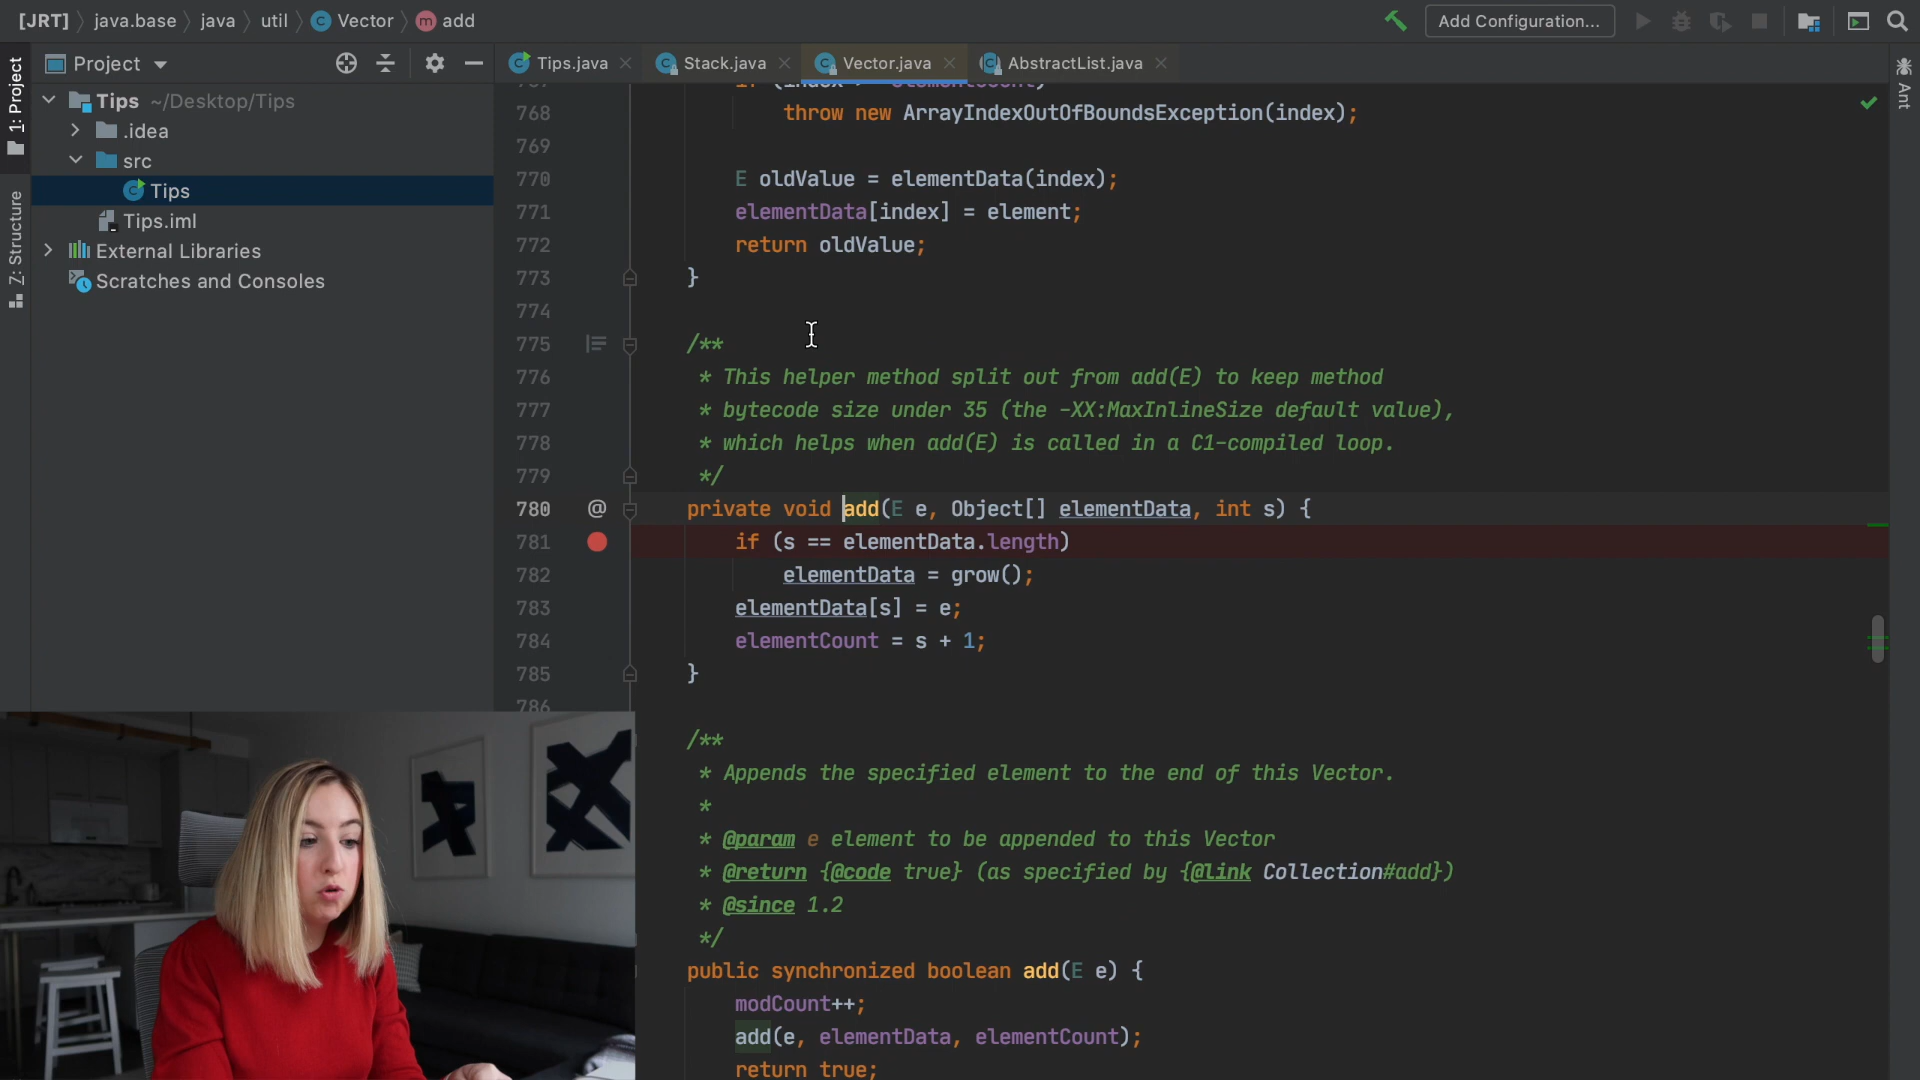 [JRT] java.base java util Vector m add
Add Configuration...
1: Project
Z: Structure
Ant
Project
Tips ~/Desktop/Tips
.idea
src
Tips
Tips.iml
External Libraries
Scratches and Consoles
Tips.java Stack.java Vector.java AbstractList.java
768 throw new ArrayIndexOutOfBoundsException(index);
769
770 E oldValue = elementData(index);
771 elementData[index] = element;
772 return oldValue;
773 }
774
775 /**
776 * This helper method split out from add(E) to keep method
777 * bytecode size under 35 (the -XX:MaxInlineSize default value),
778 * which helps when add(E) is called in a C1-compiled loop.
779 */
780 @ private void add(E e, Object[] elementData, int s) {
781 if (s == elementData.length)
782 elementData = grow();
783 elementData[s] = e;
784 elementCount = s + 1;
785 }
786
/**
* Appends the specified element to the end of this Vector.
*
* @param e element to be appended to this Vector
* @return {@code true} (as specified by {@link Collection#add})
* @since 1.2
*/
public synchronized boolean add(E e) {
modCount++;
add(e, elementData, elementCount);
return true;